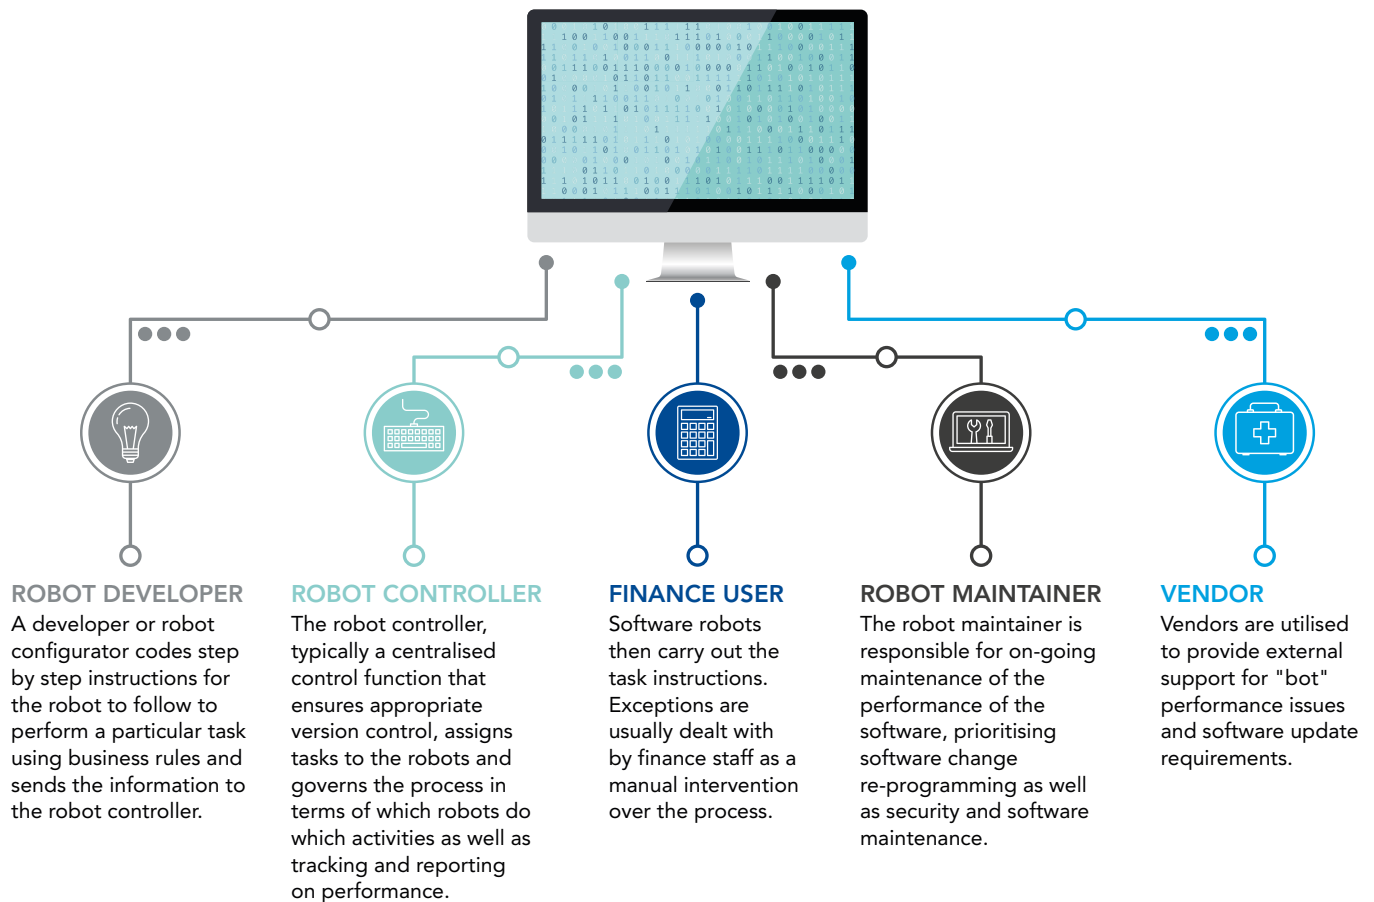 ROBOT DEVELOPER
A developer or robot
configurator codes step
by step instructions for
the robot to follow to
perform a particular task
using business rules and
sends the information to
the robot controller.
ROBOT CONTROLLER
The robot controller,
typically a centralised
control function that
ensures appropriate
version control, assigns
tasks to the robots and
governs the process in
terms of which robots do
which activities as well as
tracking and reporting
on performance.
FINANCE USER
Software robots
then carry out the
task instructions.
Exceptions are
usually dealt with
by finance staff as a
manual intervention
over the process.
ROBOT MAINTAINER
The robot maintainer is
responsible for on-going
maintenance of the
performance of the
software, prioritising
software change
re-programming as well
as security and software
maintenance.
VENDOR
Vendors are utilised
to provide external
support for "bot"
performance issues
and software update
requirements.